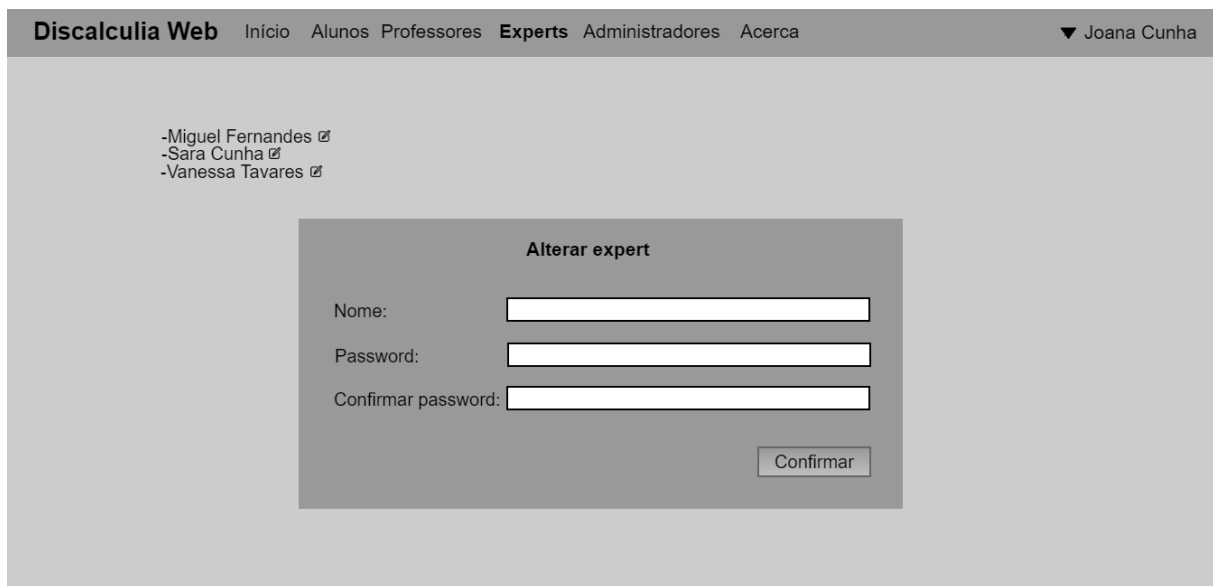 Discalculia Web Início Alunos Professores Experts Administradores Acerca ▼ Joana Cunha
-Miguel Fernandes
-Sara Cunha
-Vanessa Tavares
Alterar expert
Nome:
Password:
Confirmar password:
Confirmar